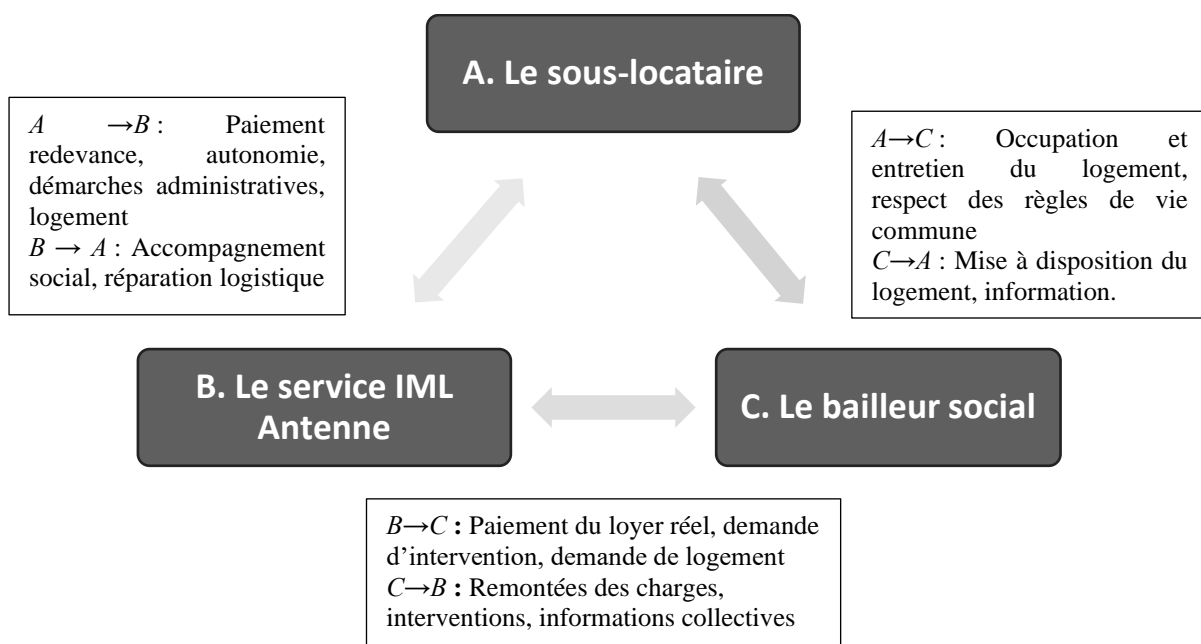 A. Le sous-locataire
A →B : Paiement
redevance, autonomie,
démarches administratives,
logement
B → A : Accompagnement
social, réparation logistique
A→C : Occupation et
entretien du logement,
respect des règles de vie
commune
C→A : Mise à disposition du
logement, information.
B. Le service IML
Antenne
C. Le bailleur social
B→C : Paiement du loyer réel, demande
d’intervention, demande de logement
C→B : Remontées des charges,
interventions, informations collectives